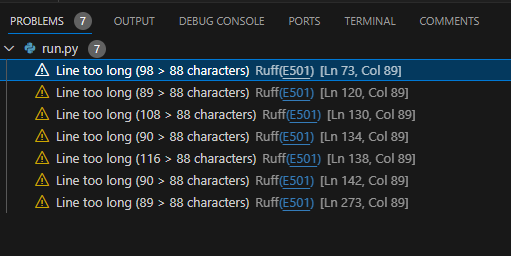 PROBLEMS 7 OUTPUT DEBUG CONSOLE PORTS TERMINAL COMMENTS
run.py 7
Line too long (98 > 88 characters) Ruff(E501) [Ln 73, Col 89]
Line too long (89 > 88 characters) Ruff(E501) [Ln 120, Col 89]
Line too long (108 > 88 characters) Ruff(E501) [Ln 130, Col 89]
Line too long (90 > 88 characters) Ruff(E501) [Ln 134, Col 89]
Line too long (116 > 88 characters) Ruff(E501) [Ln 138, Col 89]
Line too long (90 > 88 characters) Ruff(E501) [Ln 142, Col 89]
Line too long (89 > 88 characters) Ruff(E501) [Ln 273, Col 89]